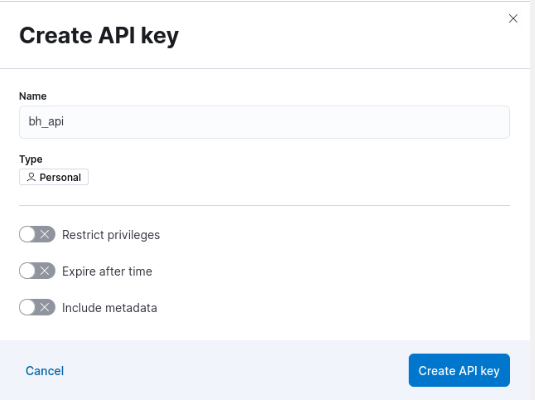 Create API key
Name
bh_api
Type
Personal
Restrict privileges
Expire after time
Include metadata
Cancel
Create API key